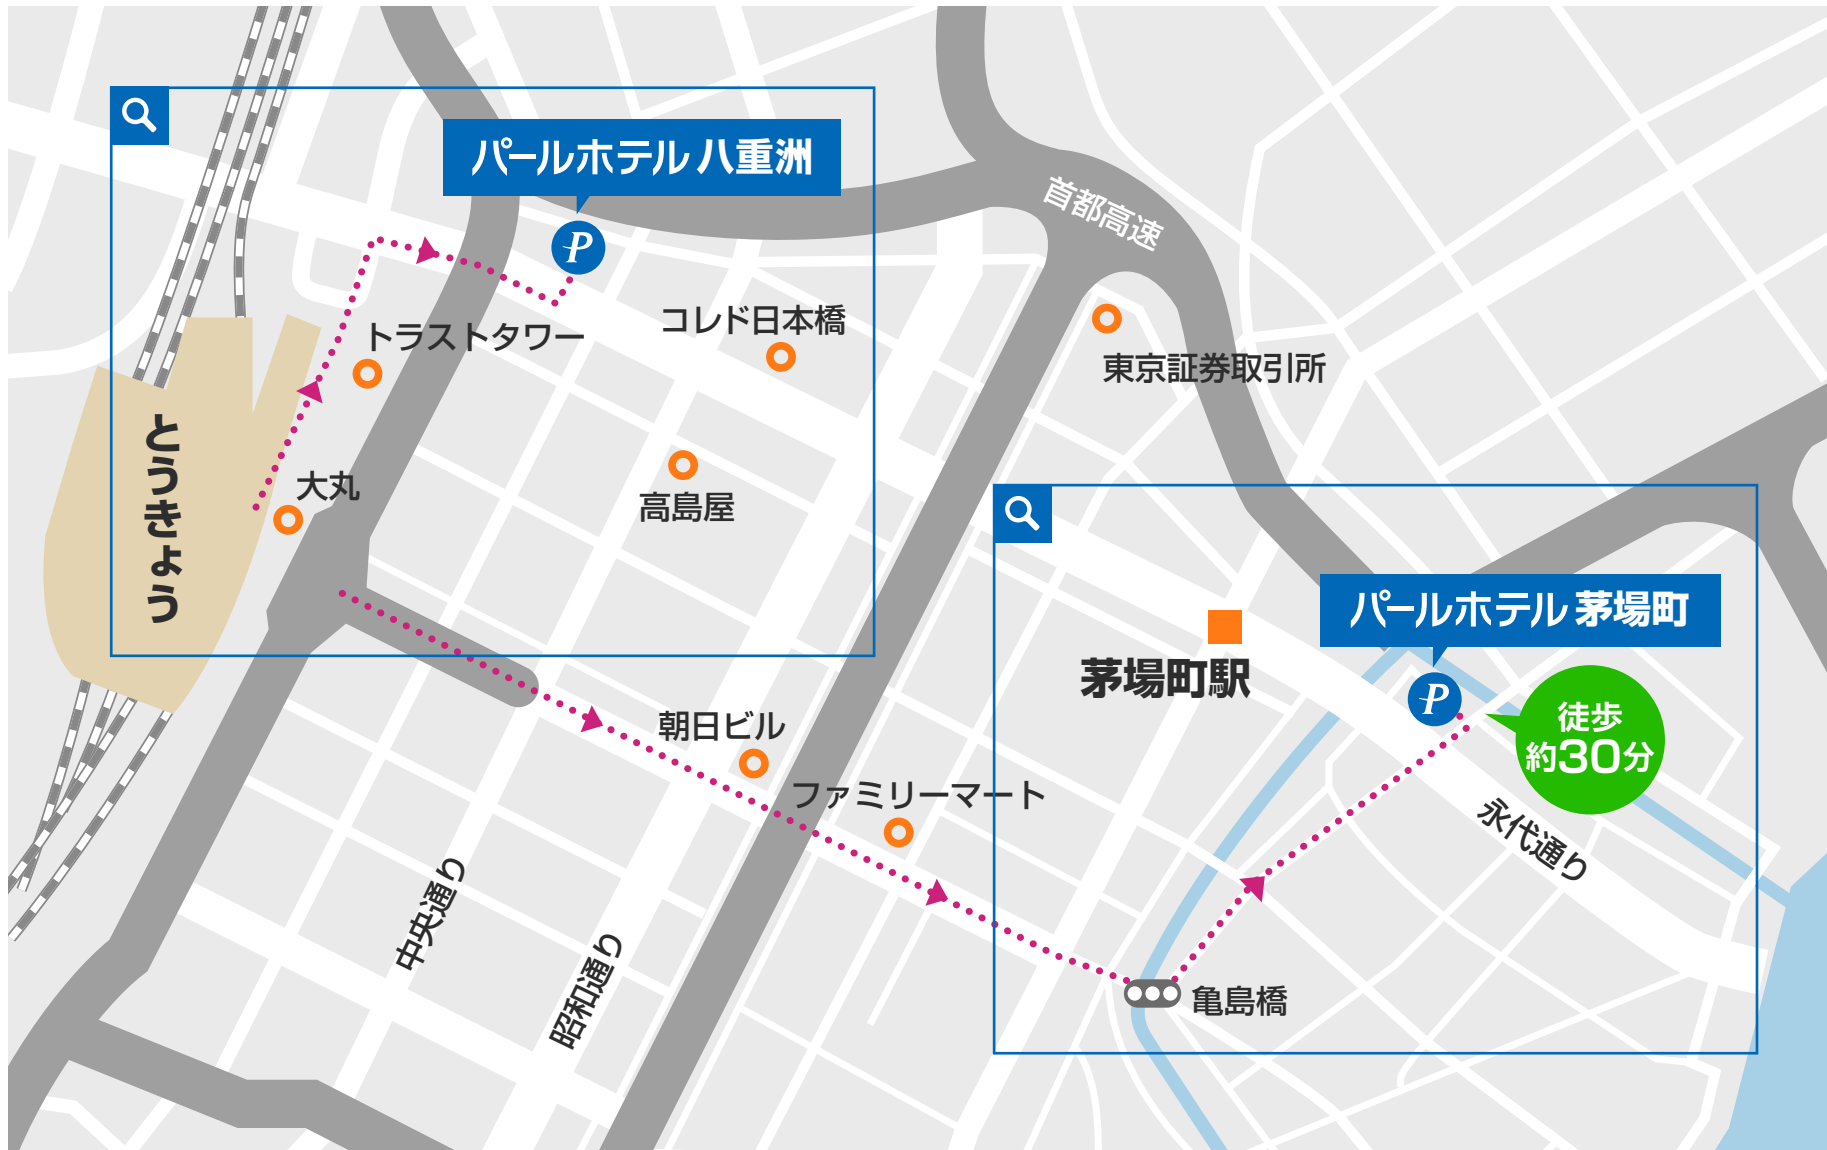 パールホテル 八重洲
P
首都高速
トラストタワー
コレド日本橋
東京証券取引所
とうきょう
大丸
高島屋
パールホテル 茅場町
P
茅場町駅
徒歩
約30分
朝日ビル
ファミリーマート
永代通り
中央通り
昭和通り
亀島橋